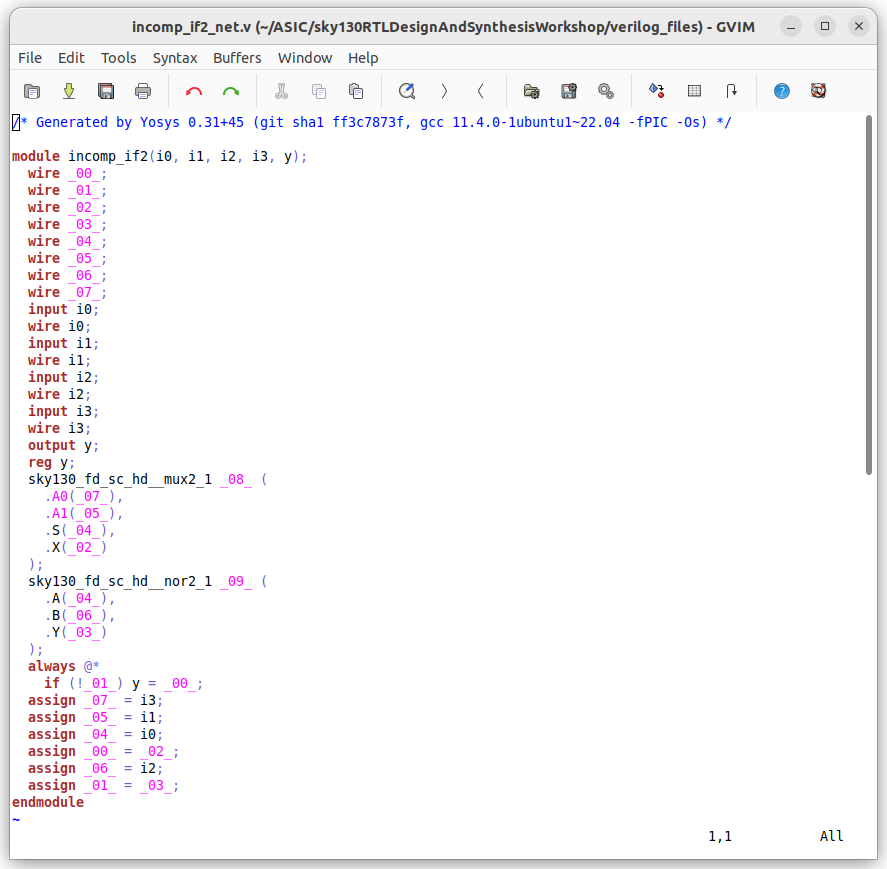 incomp_if2_net.v (~/ASIC/sky130RTLDesignAndSynthesisWorkshop/verilog_files) - GVIM
File Edit Tools Syntax Buffers Window Help
/* Generated by Yosys 0.31+45 (git sha1 ff3c7873f, gcc 11.4.0-1ubuntu1~22.04 -fPIC -Os) */
module incomp_if2(i0, i1, i2, i3, y);
wire _00_;
wire _01_;
wire _02_;
wire _03_;
wire _04_;
wire _05_;
wire _06_;
wire _07_;
input i0;
wire i0;
input i1;
wire i1;
input i2;
wire i2;
input i3;
wire i3;
output y;
reg y;
sky130_fd_sc_hd__mux2_1 _08_ (
.A0(_07_),
.A1(_05_),
.S(_04_),
.X(_02_)
);
sky130_fd_sc_hd__nor2_1 _09_ (
.A(_04_),
.B(_06_),
.Y(_03_)
);
always @*
if (!_01_) y = _00_;
assign _07_ = i3;
assign _05_ = i1;
assign _04_ = i0;
assign _00_ = _02_;
assign _06_ = i2;
assign _01_ = _03_;
endmodule
~
1,1 All